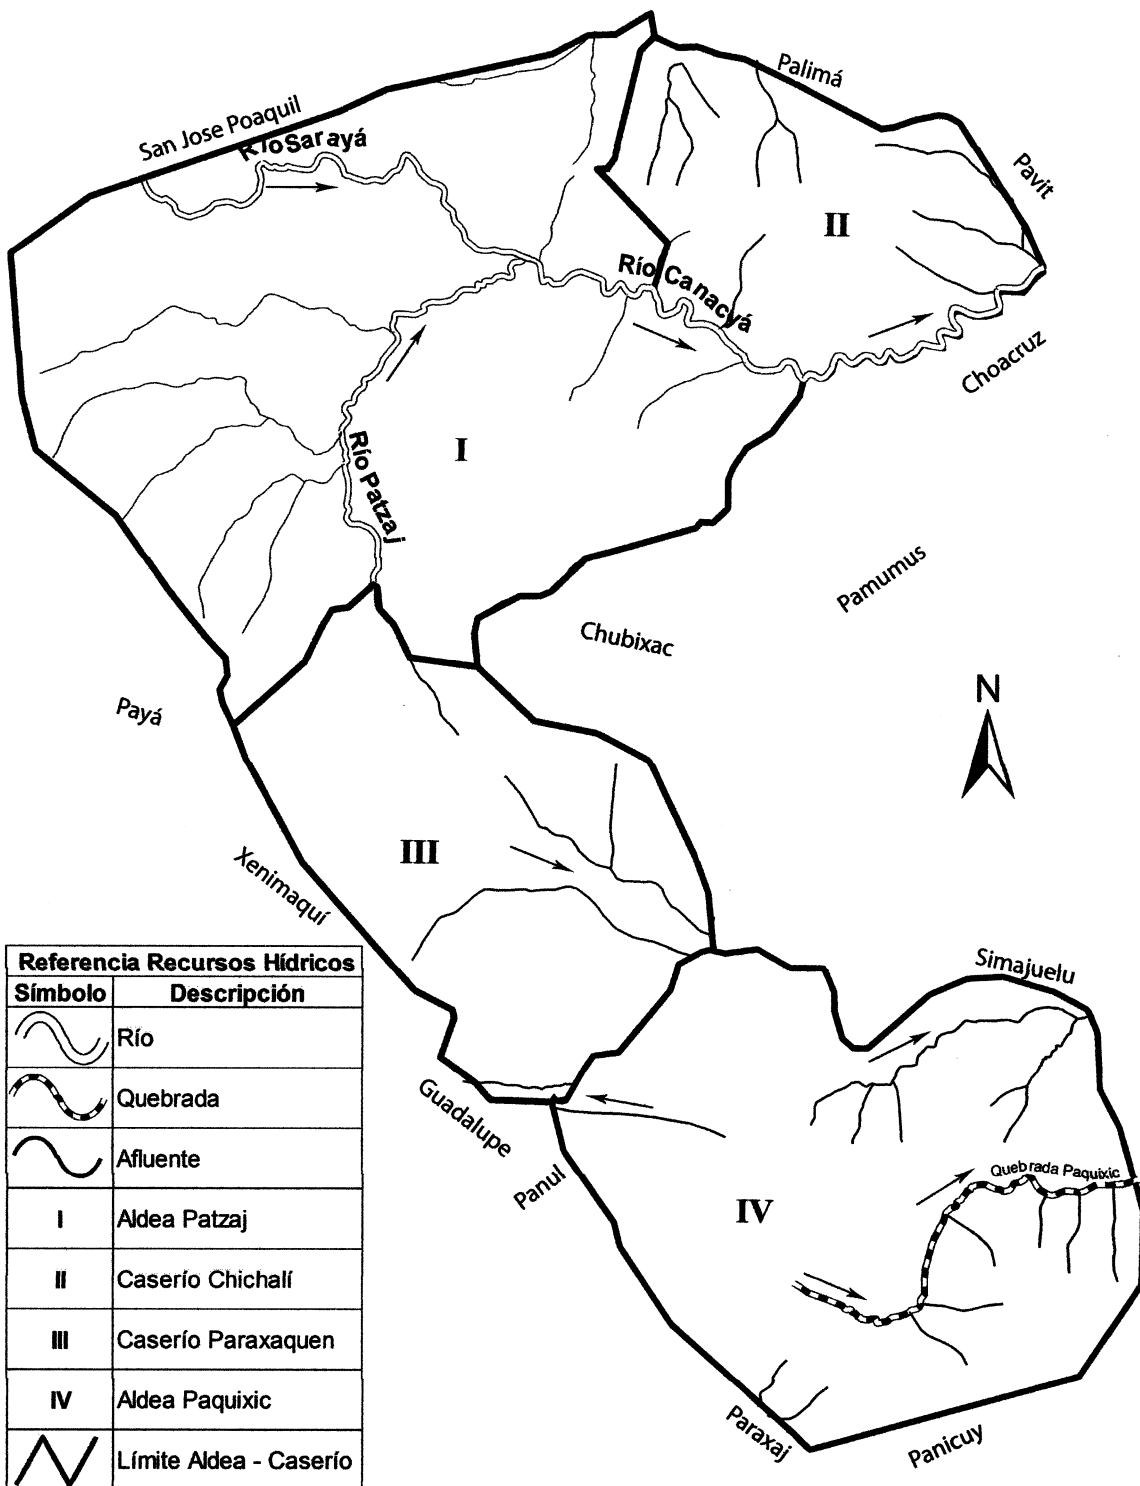 Palimá
San Jose Poaquil
Río Sarayá
Pavit
II
Río Canacyá
Choacruz
I
Río Patzaj
Pamumus
Chubixac
N
Payá
III
Xenimaquí
Simajuelu
Guadalupe
Panul
Quebrada Paquixic
IV
Paraxaj
Panicuy
Referencia Recursos Hídricos
Símbolo Descripción
Río
Quebrada
Afluente
I Aldea Patzaj
II Caserío Chichalí
III Caserío Paraxaquen
IV Aldea Paquixic
Límite Aldea - Caserío